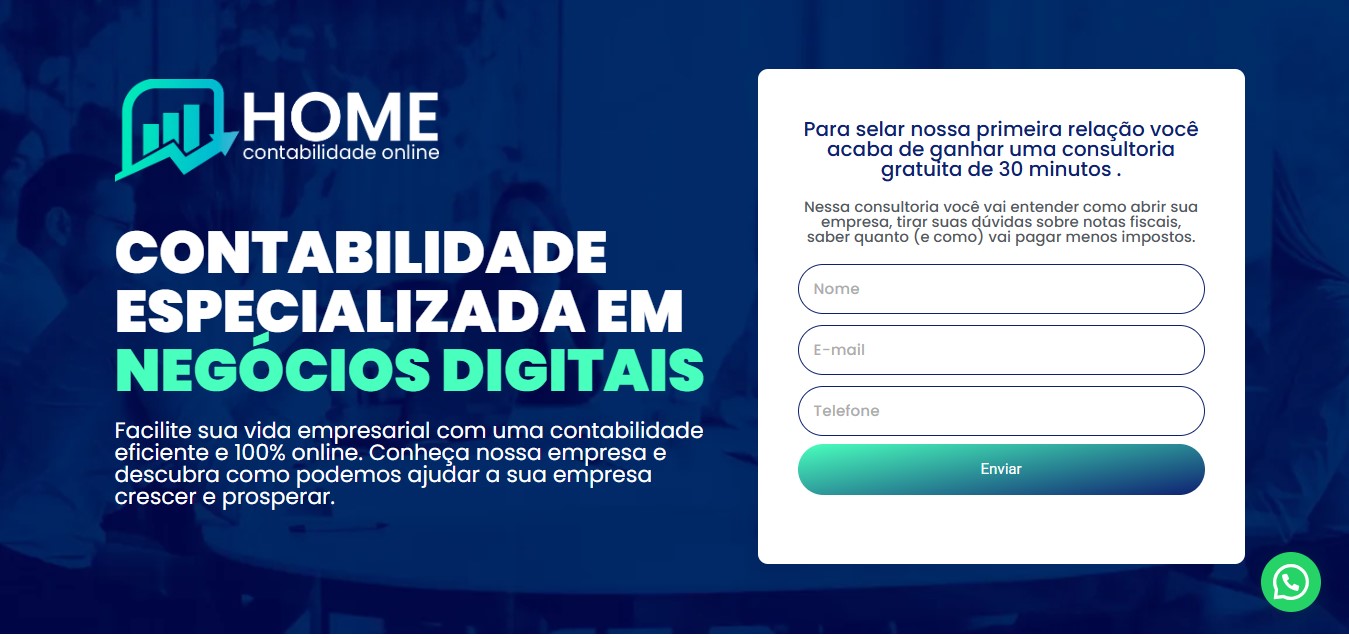 HOME
contabilidade online
CONTABILIDADE
ESPECIALIZADA EM
NEGÓCIOS DIGITAIS
Facilite sua vida empresarial com uma contabilidade
eficiente e 100% online. Conheça nossa empresa e
descubra como podemos ajudar a sua empresa
crescer e prosperar.
Para selar nossa primeira relação você
acaba de ganhar uma consultoria
gratuita de 30 minutos .
Nessa consultoria você vai entender como abrir sua
empresa, tirar suas dúvidas sobre notas fiscais,
saber quanto (e como) vai pagar menos impostos.
Nome
E-mail
Telefone
Enviar